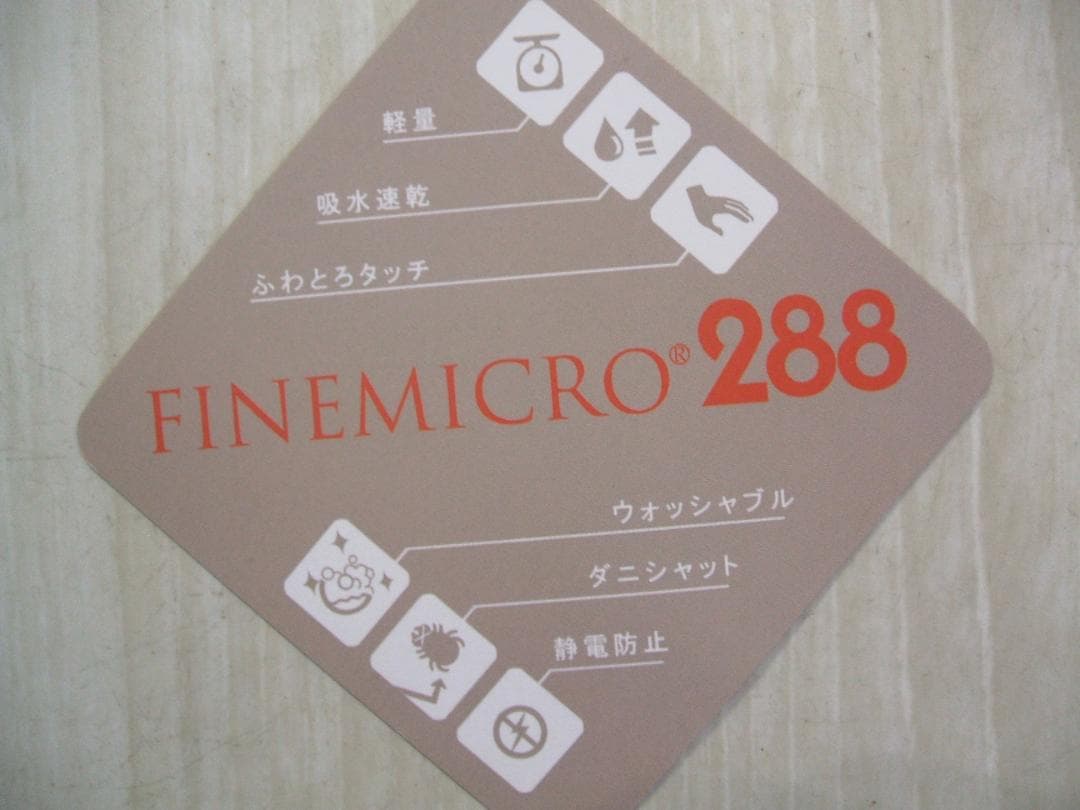 軽量
吸水速乾
ふわとろタッチ
FINEMICRO®288
ウォッシャブル
ダニシャット
静電防止